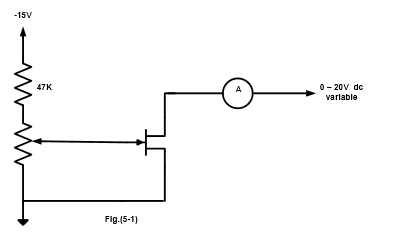 -15V
47K
A
0 – 20V dc
variable
Fig.(5-1)